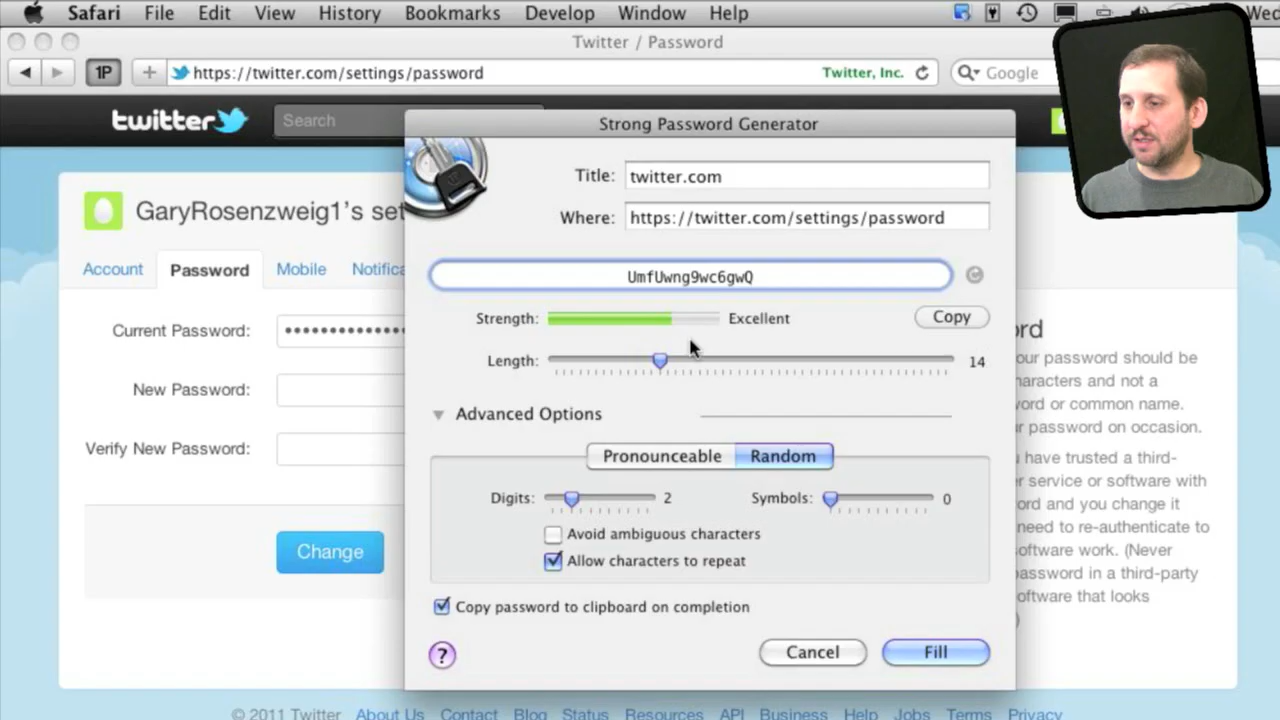 Safari File Edit View History Bookmarks Develop Window Help Wed
Twitter / Password
1P + https://twitter.com/settings/password Twitter, Inc. Google
twitter Search
Strong Password Generator
Title: twitter.com
Where: https://twitter.com/settings/password
GaryRosenzweig1's set
Account Password Mobile Notifica
UmfUwng9wc6gwQ
Strength: Excellent Copy
Length: 14
Current Password: ••••••••••••••
New Password:
Verify New Password:
Change
Advanced Options
Pronounceable Random
Digits: 2 Symbols: 0
Avoid ambiguous characters
Allow characters to repeat
Copy password to clipboard on completion
? Cancel Fill
ord
our password should be
haracters and not a
word or common name.
r password on occasion.
u have trusted a third-
r service or software with
ord and you change it
need to re-authenticate to
oftware work. (Never
password in a third-party
oftware that looks
)
© 2011 Twitter About Us Contact Blog Status Resources API Business Help Jobs Terms Privacy